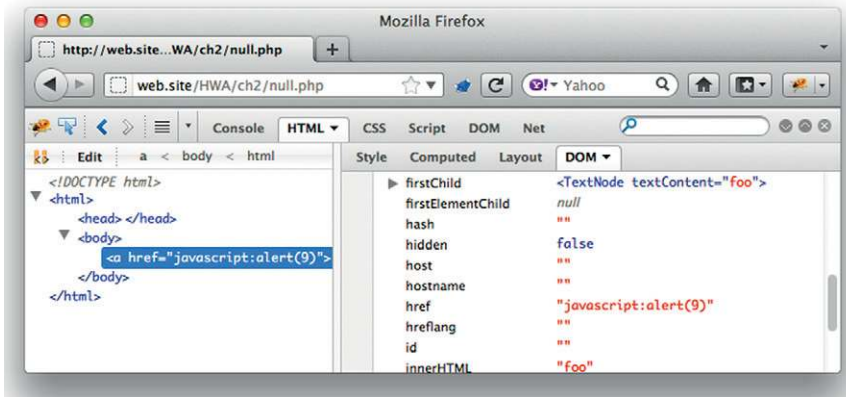 Mozilla Firefox
http://web.site...WA/ch2/null.php
+
web.site/HWA/ch2/null.php
Y! Yahoo
Console HTML CSS Script DOM Net
Edit a < body < html
Style Computed Layout DOM
<!DOCTYPE html>
<html>
<head></head>
<body>
<a href="javascript:alert(9)">
</body>
</html>
firstChild <TextNode textContent="foo">
firstElementChild null
hash ""
hidden false
host ""
hostname ""
href "javascript:alert(9)"
hreflang ""
id ""
innerHTML "foo"